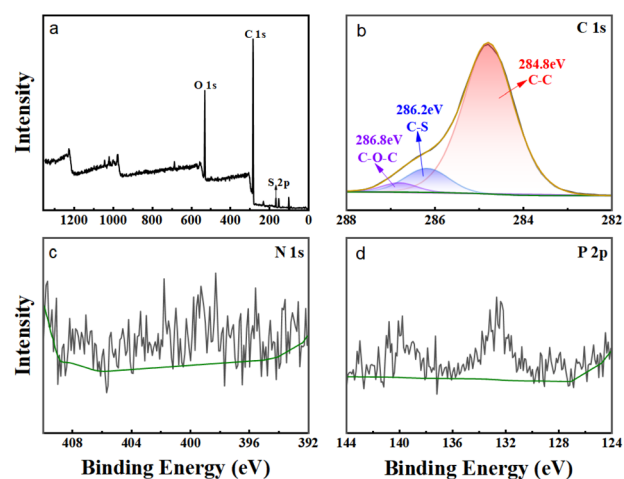 a
C 1s
O 1s
S 2p
Intensity
1200 1000 800 600 400 200 0
b
C 1s
284.8eV
C-C
286.2eV
C-S
286.8eV
C-O-C
288 286 284 282
c
N 1s
Intensity
408 404 400 396 392
Binding Energy (eV)
d
P 2p
Intensity
144 140 136 132 128 124
Binding Energy (eV)